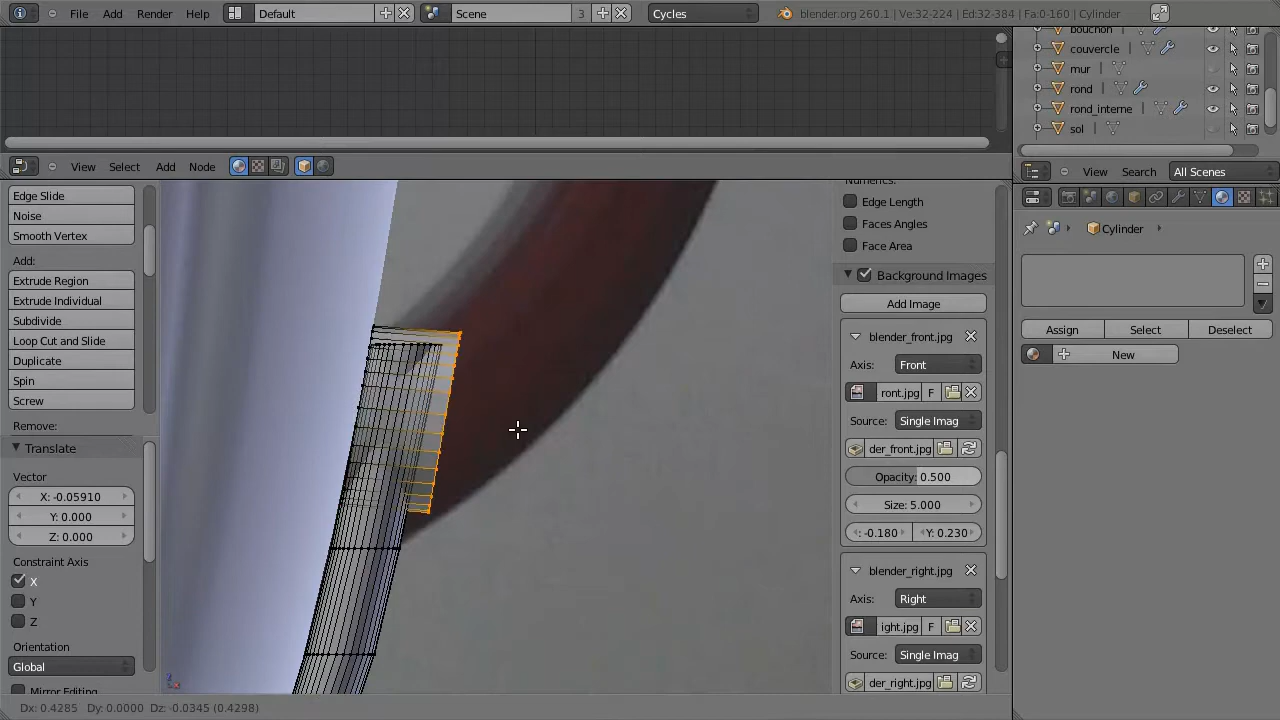 File Add Render Help Default Scene 3 Cycles blender.org 260.1 | Ve:32-224 | Ed:32-384 | Fa:0-160 | Cylinder
bouchon
couvercle
mur
rond
rond_interne
sol
View Select Add Node
View Search All Scenes
Edge Slide
Noise
Smooth Vertex
Add:
Extrude Region
Extrude Individual
Subdivide
Loop Cut and Slide
Duplicate
Spin
Screw
Remove:
Translate
Vector
X: -0.05910
Y: 0.000
Z: 0.000
Constraint Axis
X
Y
Z
Orientation
Global
Mirror Editing
Dx: 0.4285 Dy: 0.0000 Dz: -0.0345 (0.4298)
Numerics:
Edge Length
Faces Angles
Face Area
Background Images
Add Image
blender_front.jpg
Axis: Front
ront.jpg F
Source: Single Imag
der_front.jpg
Opacity: 0.500
Size: 5.000
: -0.180 Y: 0.230
blender_right.jpg
Axis: Right
ight.jpg F
Source: Single Imag
der_right.jpg
Cylinder
Assign Select Deselect
New